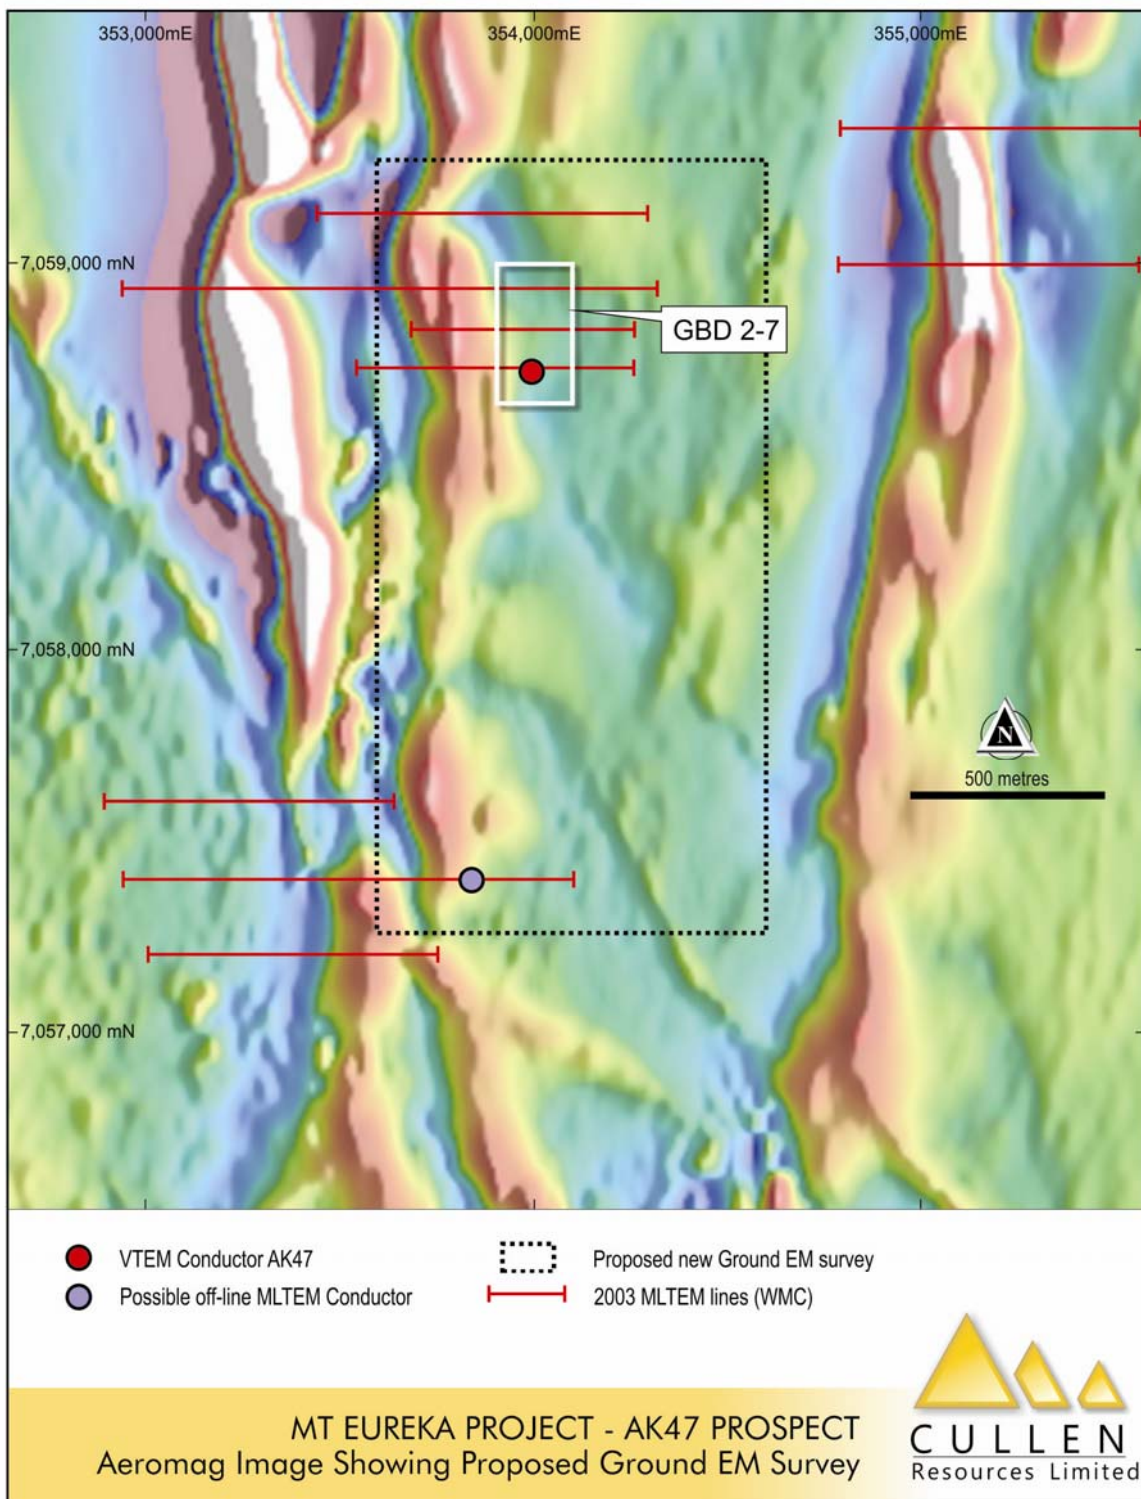 353,000mE 354,000mE 355,000mE
7,059,000 mN
GBD 2-7
7,058,000 mN
N
500 metres
7,057,000 mN
VTEM Conductor AK47
Proposed new Ground EM survey
Possible off-line MLTEM Conductor
2003 MLTEM lines (WMC)
MT EUREKA PROJECT - AK47 PROSPECT
Aeromag Image Showing Proposed Ground EM Survey
CULLEN
Resources Limited